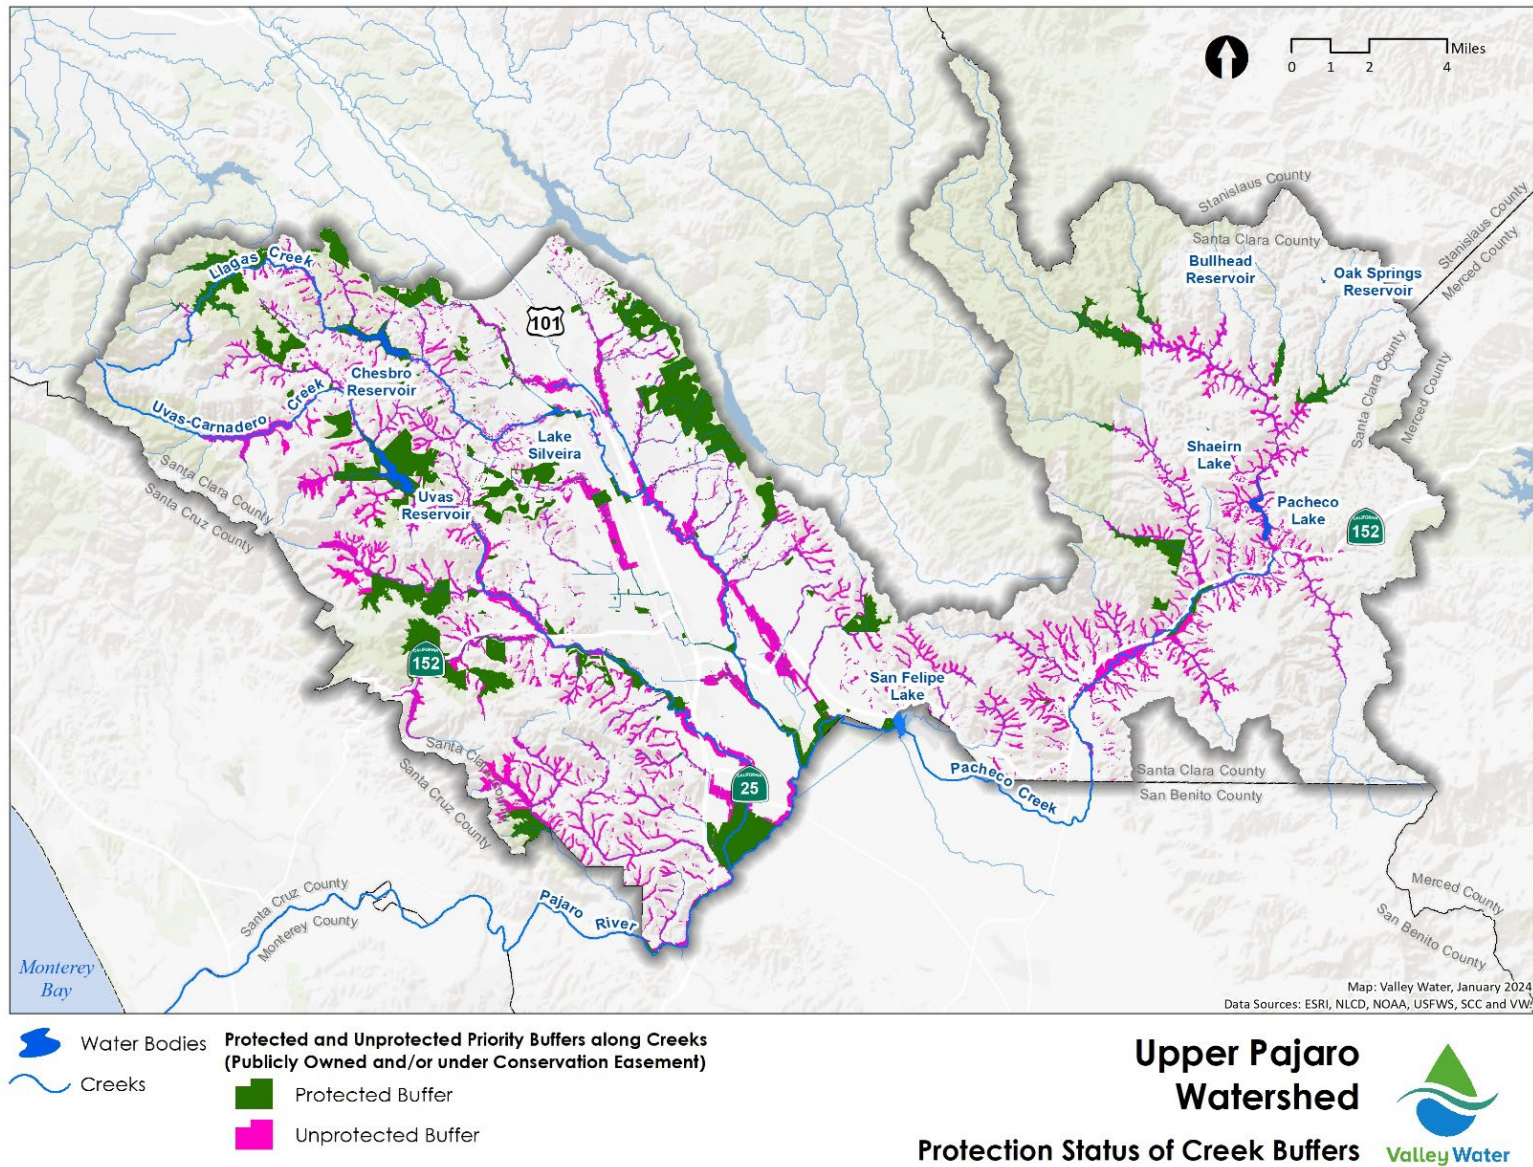 Miles
0 1 2 4
Stanislaus County
Santa Clara County
Stanislaus County
Merced County
Bullhead
Reservoir
Oak Springs
Reservoir
Llagas Creek
101
Chesbro
Reservoir
Uvas-Carnadero Creek
Santa Clara County
Merced County
Lake
Silveira
Shaeirn
Lake
Santa Clara County
Santa Cruz County
Uvas
Reservoir
Pacheco
Lake
CALIFORNIA
152
CALIFORNIA
152
San Felipe
Lake
Santa Clara County
Santa Cruz County
CALIFORNIA
25
Pacheco Creek
Santa Clara County
San Benito County
Santa Cruz County
Monterey County
Pajaro River
Merced County
San Benito County
Monterey
Bay
Map: Valley Water, January 2024
Data Sources: ESRI, NLCD, NOAA, USFWS, SCC and VW
Water Bodies
Creeks
Protected and Unprotected Priority Buffers along Creeks
(Publicly Owned and/or under Conservation Easement)
Protected Buffer
Unprotected Buffer
Upper Pajaro
Watershed
Protection Status of Creek Buffers
Valley Water